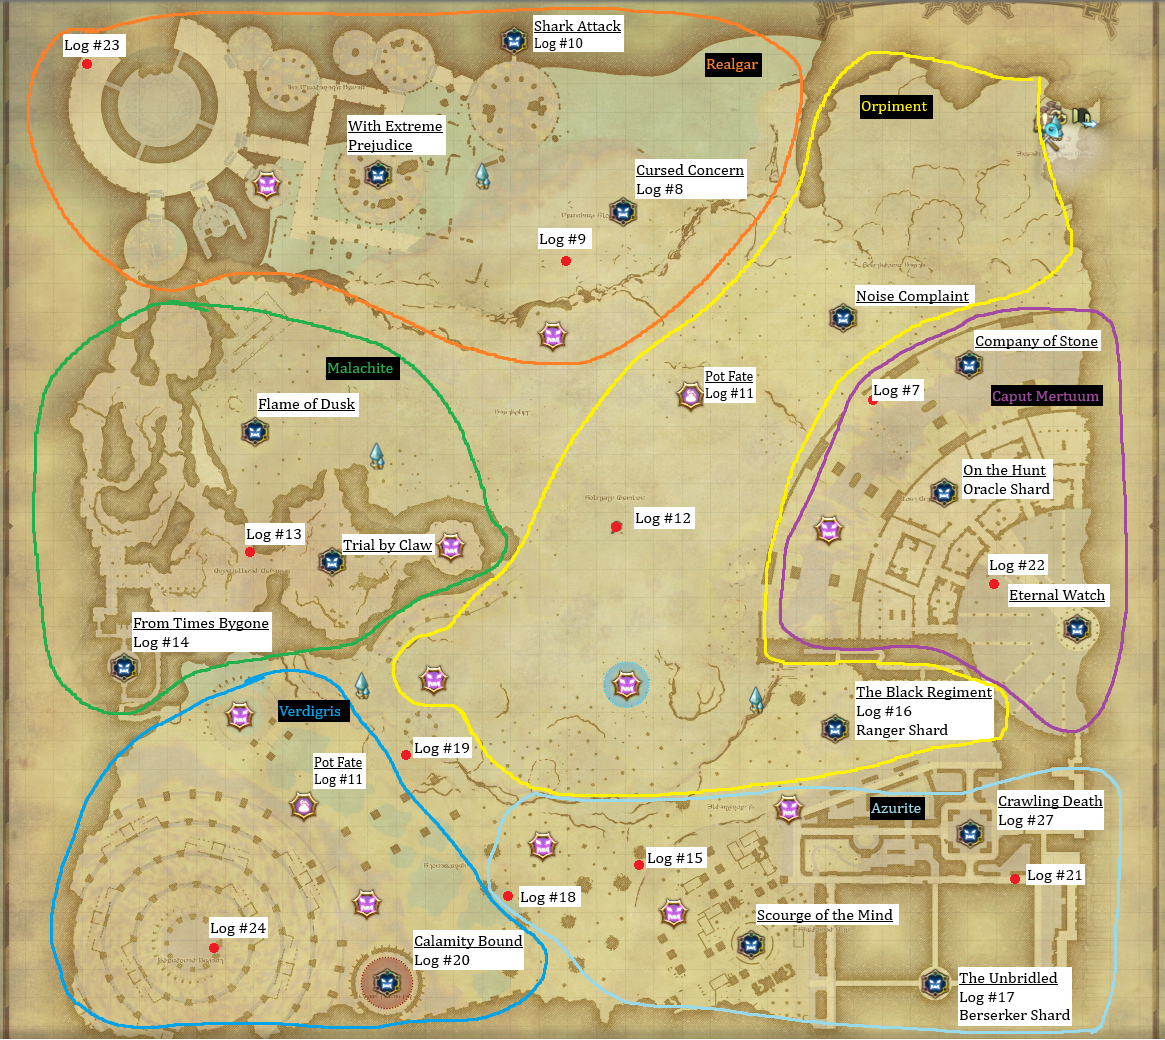 Shark Attack
Log #10
Log #23
Realgar
Orpiment
With Extreme
Prejudice
Cursed Concern
Log #8
Log #9
Noise Complaint
Company of Stone
Malachite
Pot Fate
Log #11
Log #7
Caput Mertuum
Flame of Dusk
On the Hunt
Oracle Shard
Log #12
Log #13
Trial by Claw
Log #22
Eternal Watch
From Times Bygone
Log #14
The Black Regiment
Log #16
Ranger Shard
Verdigris
Log #19
Pot Fate
Log #11
Azurite
Crawling Death
Log #27
Log #15
Log #21
Log #18
Scourge of the Mind
Log #24
Calamity Bound
Log #20
The Unbridled
Log #17
Berserker Shard